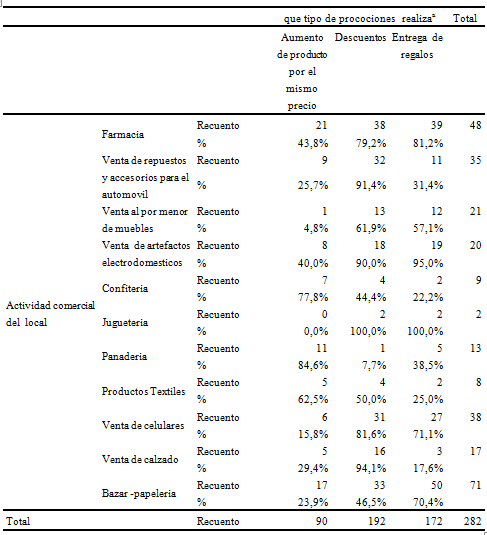 que tipo de procociones realizaª Total
Aumento de producto por el mismo precio Descuentos Entrega de regalos
Actividad comercial del local
Farmacia Recuento 21 38 39 48
% 43,8% 79,2% 81,2%
Venta de repuestos y accesorios para el automovil Recuento 9 32 11 35
% 25,7% 91,4% 31,4%
Venta al por menor de muebles Recuento 1 13 12 21
% 4,8% 61,9% 57,1%
Venta de artefactos electrodomesticos Recuento 8 18 19 20
% 40,0% 90,0% 95,0%
Confiteria Recuento 7 4 2 9
% 77,8% 44,4% 22,2%
Jugueteria Recuento 0 2 2 2
% 0,0% 100,0% 100,0%
Panaderia Recuento 11 1 5 13
% 84,6% 7,7% 38,5%
Productos Textiles Recuento 5 4 2 8
% 62,5% 50,0% 25,0%
Venta de celulares Recuento 6 31 27 38
% 15,8% 81,6% 71,1%
Venta de calzado Recuento 5 16 3 17
% 29,4% 94,1% 17,6%
Bazar -papeleria Recuento 17 33 50 71
% 23,9% 46,5% 70,4%
Total Recuento 90 192 172 282